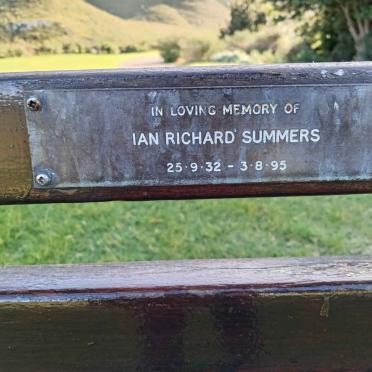 IN LOVING MEMORY OF
IAN RICHARD SUMMERS
25·9·32 - 3·8·95